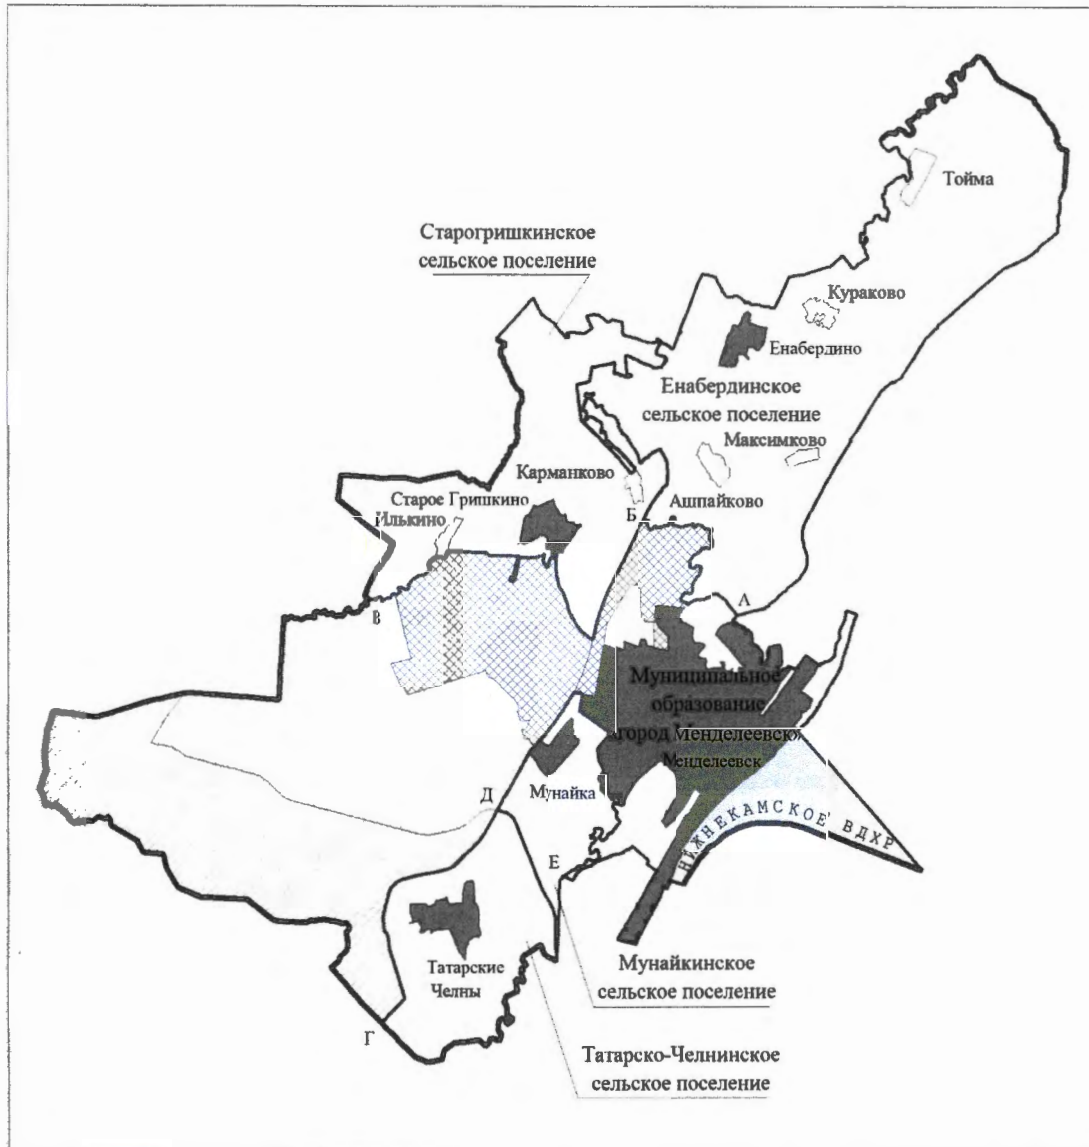 Тойма
Старогришкинское
сельское поселение
Кураково
Енабердино
Енабердинское
сельское поселение
Максимково
Карманково
Старое Гришкино
Илькино
Б
Ашпайково
В
А
Муниципальное
образование
«город Менделеевск»
Менделеевск
Мунайка
Д
НИЖНЕКАМСКОЕ ВДХР
Е
Татарские
Челны
Мунайкинское
сельское поселение
Г
Татарско-Челнинское
сельское поселение